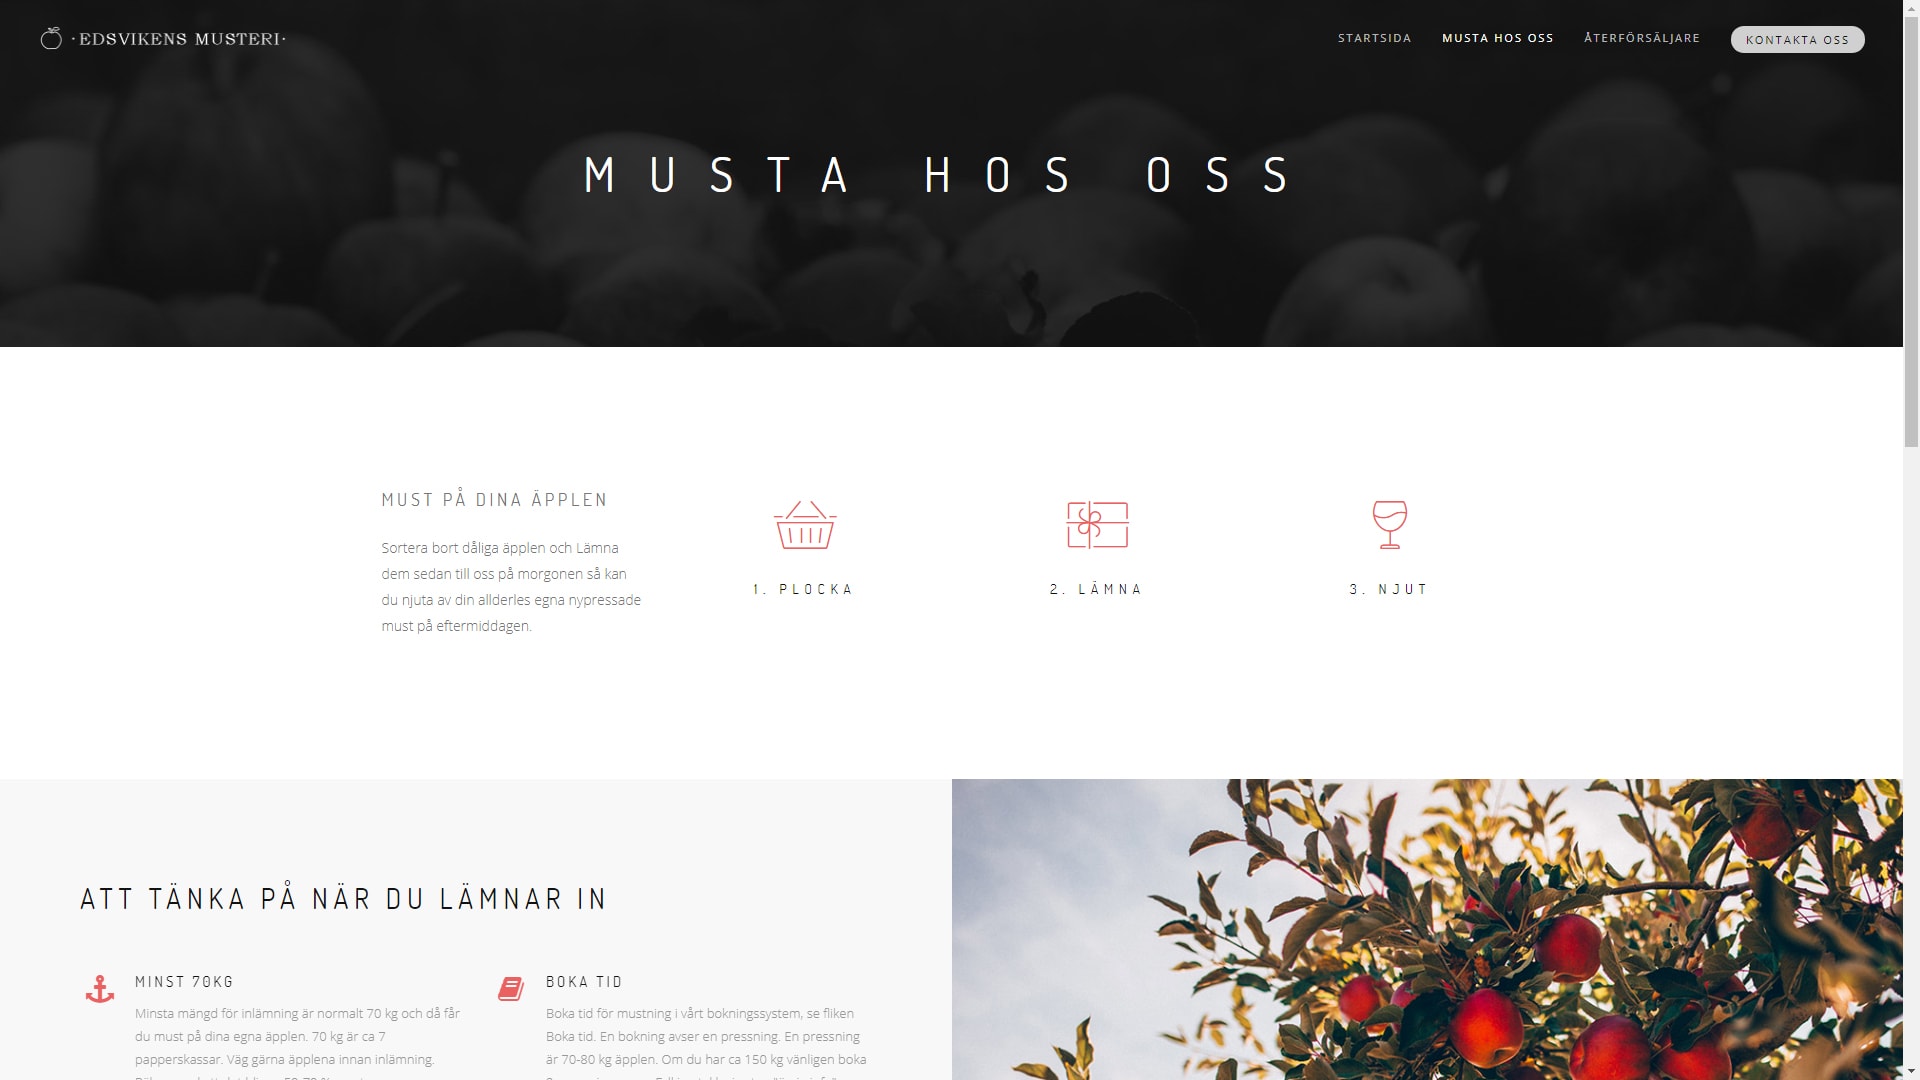 ·EDSVIKENS MUSTERI·
STARTSIDA
MUSTA HOS OSS
ÅTERFÖRSÄLJARE
KONTAKTA OSS
MUSTA HOS OSS
MUST PÅ DINA ÄPPLEN
Sortera bort dåliga äpplen och Lämna
dem sedan till oss på morgonen så kan
du njuta av din allderles egna nypressade
must på eftermiddagen.
1. PLOCKA
2. LÄMNA
3. NJUT
ATT TÄNKA PÅ NÄR DU LÄMNAR IN
MINST 70KG
Minsta mängd för inlämning är normalt 70 kg och då får
du must på dina egna äpplen. 70 kg är ca 7
papperskassar. Väg gärna äpplena innan inlämning.
BOKA TID
Boka tid för mustning i vårt bokningssystem, se fliken
Boka tid. En bokning avser en pressning. En pressning
är 70-80 kg äpplen. Om du har ca 150 kg vänligen boka